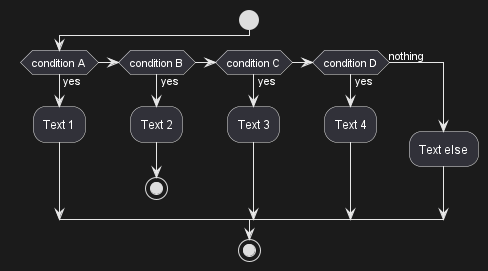 condition A
condition B
condition C
condition D
nothing
yes
yes
yes
yes
Text 1
Text 2
Text 3
Text 4
Text else